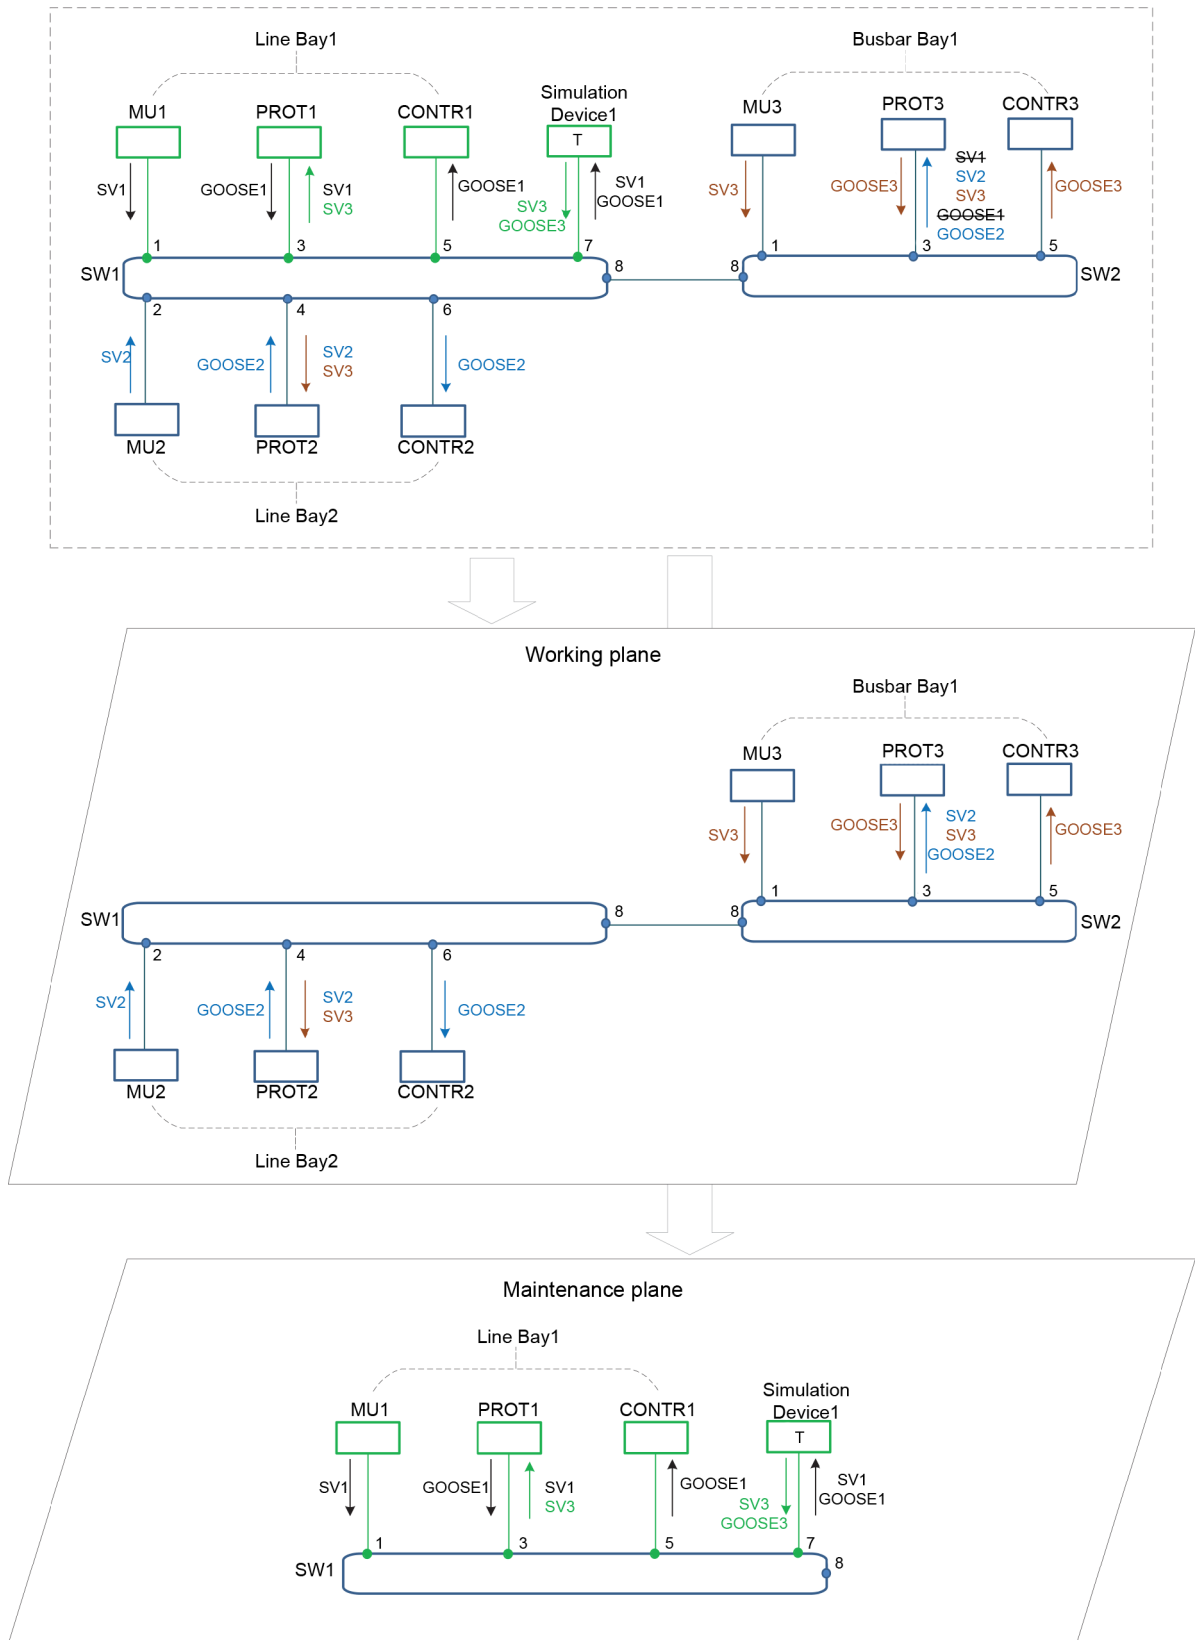 Line Bay1
Busbar Bay1
MU1
PROT1
CONTR1
Simulation
Device1
T
MU3
PROT3
CONTR3
SV1
GOOSE1
SV1
SV3
GOOSE1
SV3
GOOSE3
SV1
GOOSE1
SV3
GOOSE3
SV1
SV2
SV3
GOOSE1
GOOSE2
GOOSE3
1
3
5
7
8
SW1
8
1
3
5
SW2
2
4
6
SV2
GOOSE2
SV2
SV3
GOOSE2
MU2
PROT2
CONTR2
Line Bay2
Working plane
Busbar Bay1
MU3
PROT3
CONTR3
SV3
GOOSE3
SV2
SV3
GOOSE2
GOOSE3
1
3
5
SW1
8
8
SW2
2
4
6
SV2
GOOSE2
SV2
SV3
GOOSE2
MU2
PROT2
CONTR2
Line Bay2
Maintenance plane
Line Bay1
MU1
PROT1
CONTR1
Simulation
Device1
T
SV1
GOOSE1
SV1
SV3
GOOSE1
SV3
GOOSE3
SV1
GOOSE1
1
3
5
7
8
SW1